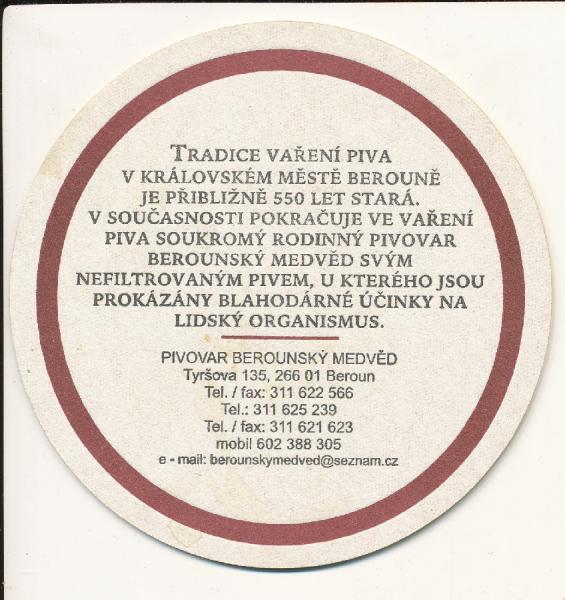 TRADICE VAŘENÍ PIVA
V KRÁLOVSKÉM MĚSTĚ BEROUNĚ
JE PŘIBLIŽNĚ 550 LET STARÁ.
V SOUČASNOSTI POKRAČUJE VE VAŘENÍ
PIVA SOUKROMÝ RODINNÝ PIVOVAR
BEROUNSKÝ MEDVĚD SVÝM
NEFILTROVANÝM PIVEM, U KTERÉHO JSOU
PROKÁZÁNY BLAHODÁRNÉ ÚČINKY NA
LIDSKÝ ORGANISMUS.
PIVOVAR BEROUNSKÝ MEDVĚD
Tyršova 135, 266 01 Beroun
Tel. / fax: 311 622 566
Tel.: 311 625 239
Tel. / fax: 311 621 623
mobil 602 388 305
e - mail: berounskymedved@seznam.cz